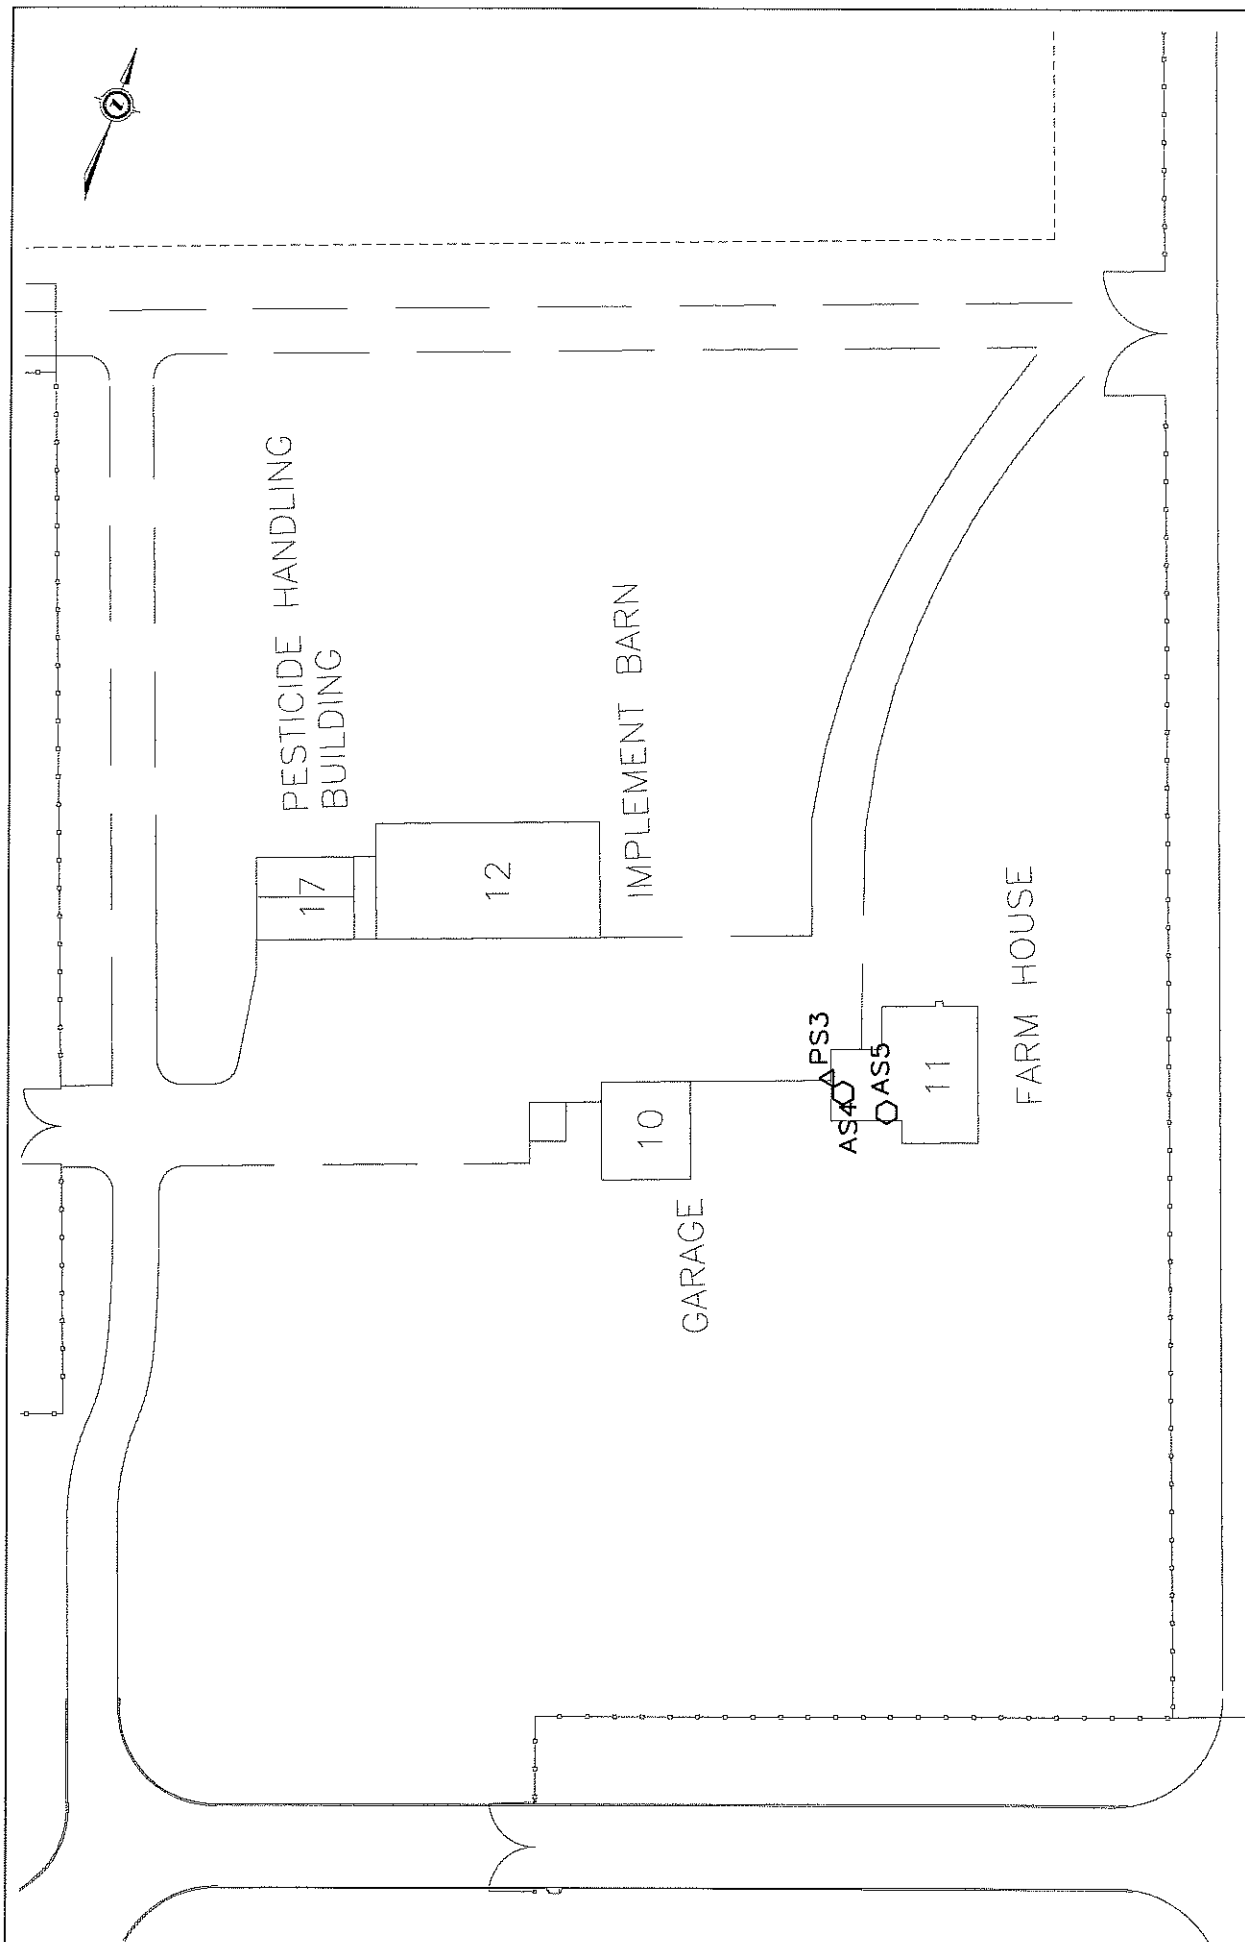 PESTICIDE HANDLING
BUILDING
17
12
IMPLEMENT BARN
10
GARAGE
PS3
AS4
AS5
11
FARM HOUSE